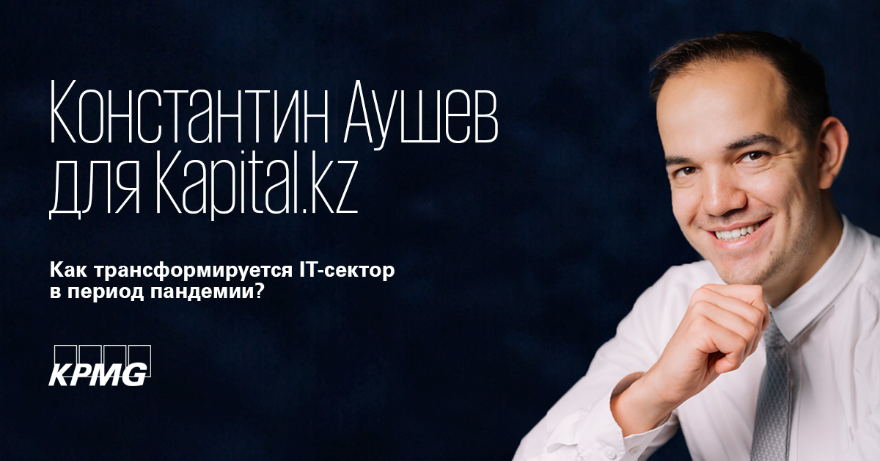 Константин Аушев
для Kapital.kz
Как трансформируется IT-сектор
в период пандемии?
KPMG